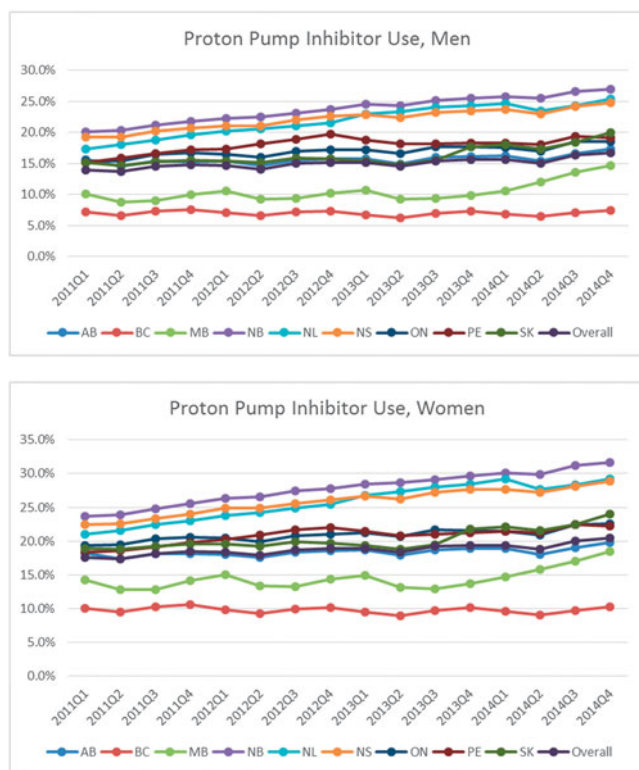 Proton Pump Inhibitor Use, Men
30.0%
25.0%
20.0%
15.0%
10.0%
5.0%
0.0%
2011Q1 2011Q2 2011Q3 2011Q4 2012Q1 2012Q2 2012Q3 2012Q4 2013Q1 2013Q2 2013Q3 2013Q4 2014Q1 2014Q2 2014Q3 2014Q4
AB BC MB NB NL NS ON PE SK Overall
Proton Pump Inhibitor Use, Women
35.0%
30.0%
25.0%
20.0%
15.0%
10.0%
5.0%
0.0%
2011Q1 2011Q2 2011Q3 2011Q4 2012Q1 2012Q2 2012Q3 2012Q4 2013Q1 2013Q2 2013Q3 2013Q4 2014Q1 2014Q2 2014Q3 2014Q4
AB BC MB NB NL NS ON PE SK Overall